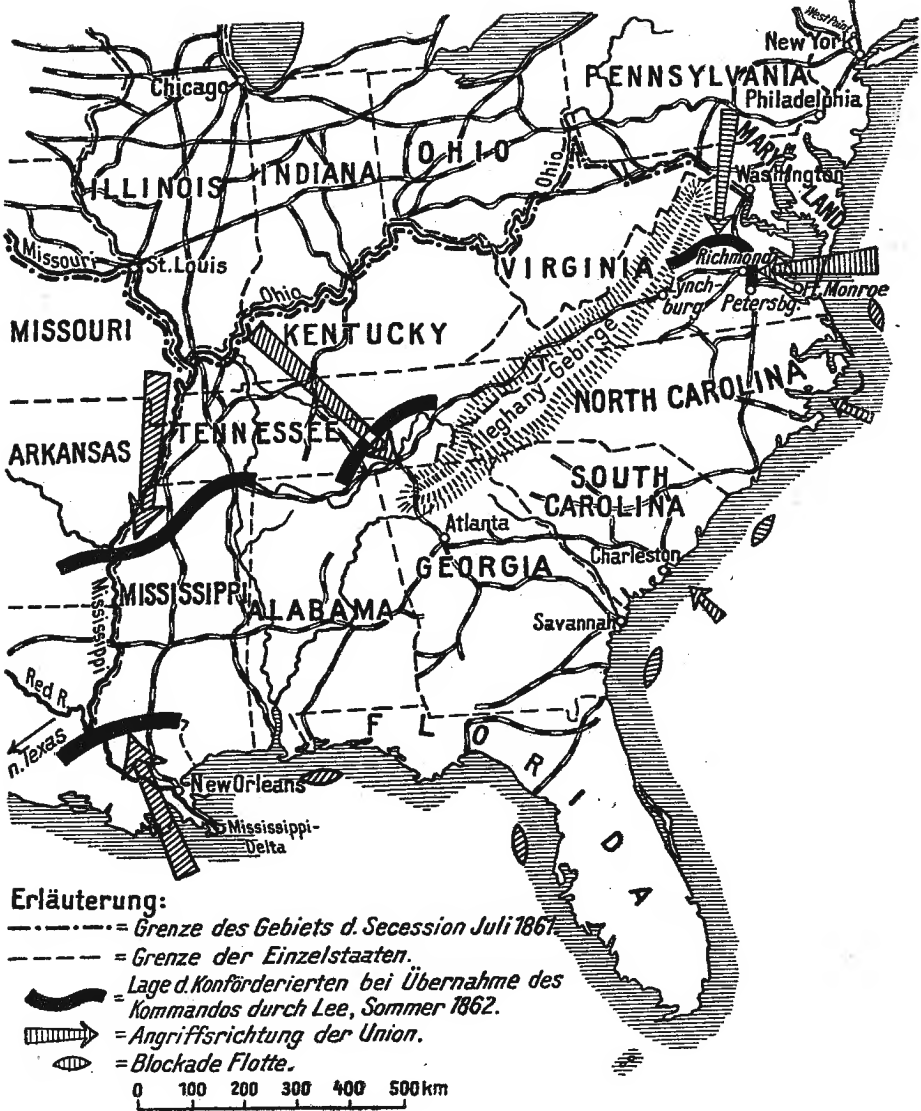 West Point
New York
PENNSYLVANIA
Chicago
Philadelphia
OHIO
MARYLAND
INDIANA
Ohio
Washington
ILLINOIS
Missouri
St. Louis
VIRGINIA
Richmond
Lynch-
burg
Ft. Monroe
Petersbg.
Ohio
MISSOURI
KENTUCKY
Alleghany-Gebirge
NORTH CAROLINA
TENNESSEE
ARKANSAS
SOUTH
CAROLINA
Atlanta
Charleston
GEORGIA
Mississippi
MISSISSIPPI
ALABAMA
Savannah
Red R.
n. Texas
FLORIDA
New Orleans
Mississippi-
Delta
Erläuterung:
= Grenze des Gebiets d. Secession Juli 1861.
= Grenze der Einzelstaaten.
= Lage d. Konförderierten bei Übernahme des
Kommandos durch Lee, Sommer 1862.
= Angriffsrichtung der Union.
= Blockade Flotte.
0 100 200 300 400 500 km